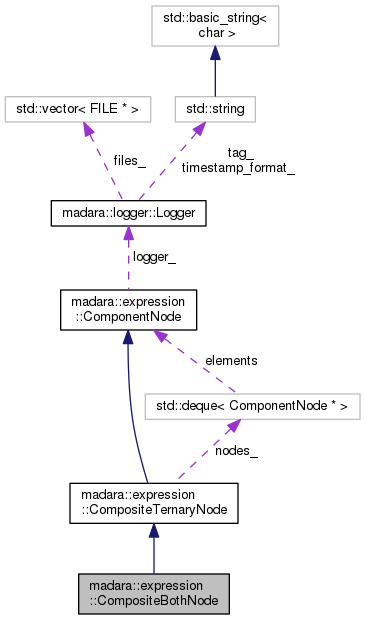 std::basic_string<
char >
std::vector< FILE * >
std::string
files_
tag_
timestamp_format_
madara::logger::Logger
logger_
madara::expression
::ComponentNode
elements
std::deque< ComponentNode * >
nodes_
madara::expression
::CompositeTernaryNode
madara::expression
::CompositeBothNode